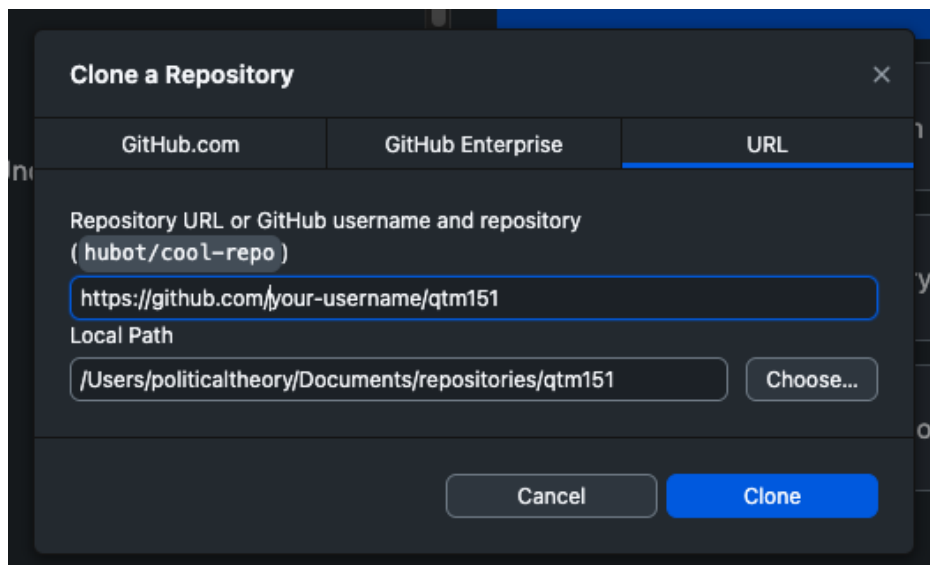 Clone a Repository
GitHub.com GitHub Enterprise URL
Repository URL or GitHub username and repository
(hubot/cool-repo)
https://github.com/your-username/qtm151
Local Path
/Users/politicaltheory/Documents/repositories/qtm151 Choose...
Cancel Clone